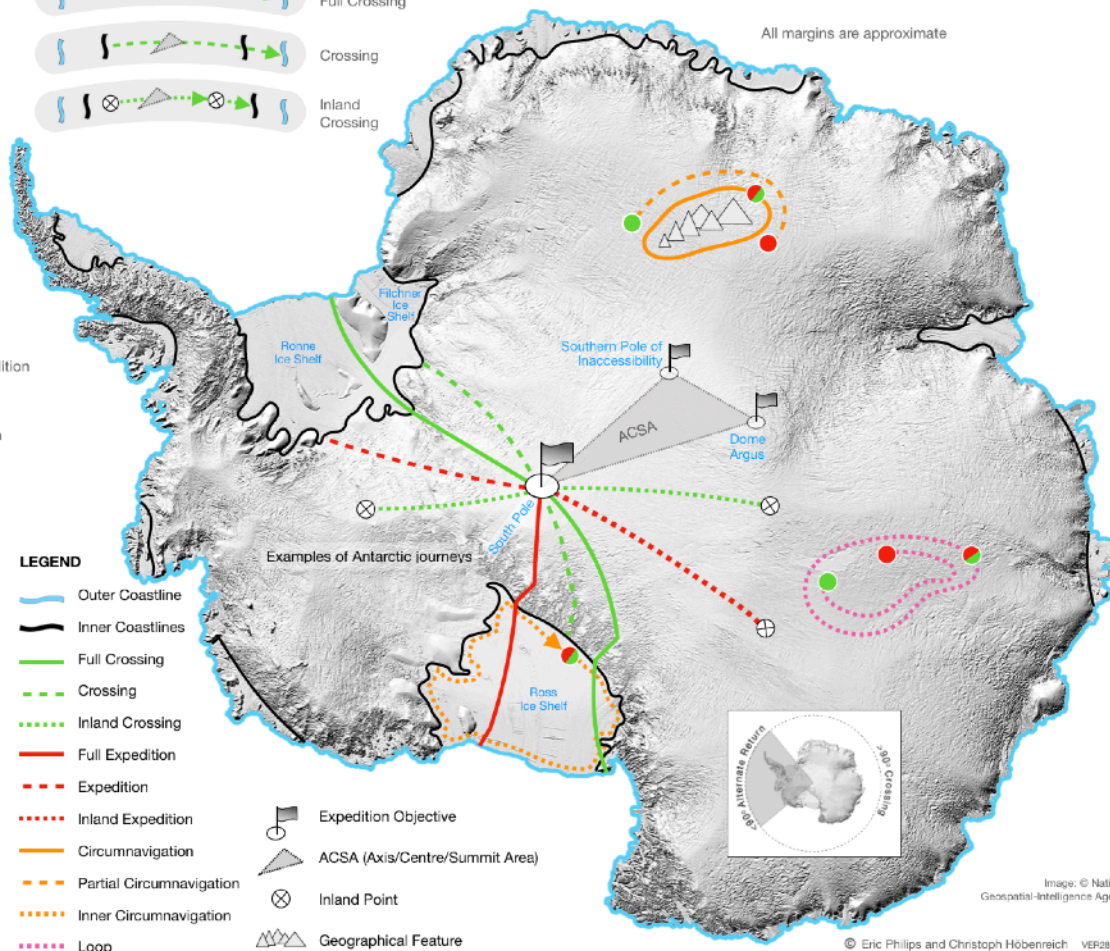 Full Crossing
Crossing
Inland
Crossing
All margins are approximate
Filchner
Ice
Shelf
Ronne
Ice Shelf
Southern Pole of
Inaccessibility
ACSA
Dome
Argus
South Pole
Examples of Antarctic journeys
Ross
Ice Shelf
LEGEND
Outer Coastline
Inner Coastlines
Full Crossing
Crossing
Inland Crossing
Full Expedition
Expedition
Inland Expedition
Circumnavigation
Partial Circumnavigation
Inner Circumnavigation
Loop
Expedition Objective
ACSA (Axis/Centre/Summit Area)
Inland Point
Geographical Feature
<90° Alternate Return
>90° Crossing
Image: © Nati
Geospatial-Intelligence Age
© Eric Philips and Christoph Höbenreich VER28